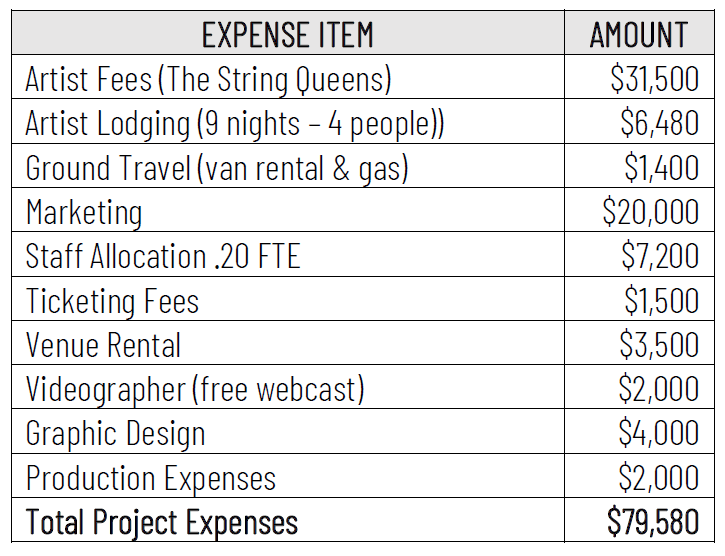 EXPENSE ITEM AMOUNT
Artist Fees (The String Queens) $31,500
Artist Lodging (9 nights – 4 people)) $6,480
Ground Travel (van rental & gas) $1,400
Marketing $20,000
Staff Allocation .20 FTE $7,200
Ticketing Fees $1,500
Venue Rental $3,500
Videographer (free webcast) $2,000
Graphic Design $4,000
Production Expenses $2,000
Total Project Expenses $79,580